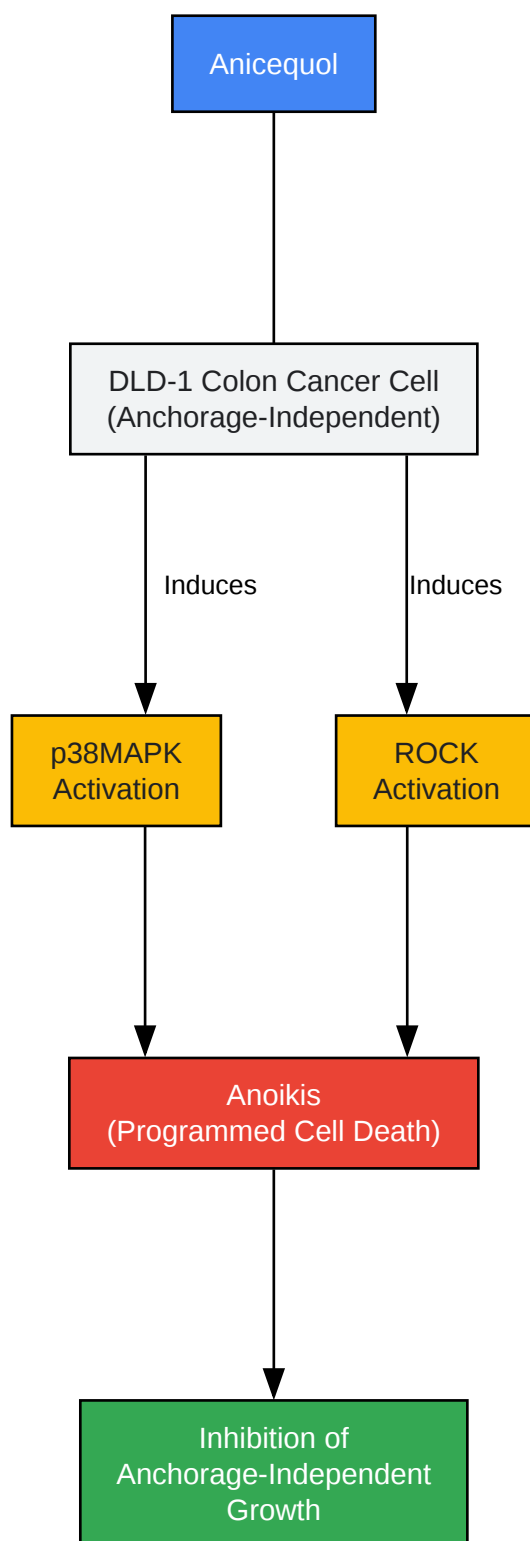 Anicequol
DLD-1 Colon Cancer Cell
(Anchorage-Independent)
Induces
Induces
p38MAPK
Activation
ROCK
Activation
Anoikis
(Programmed Cell Death)
Inhibition of
Anchorage-Independent
Growth